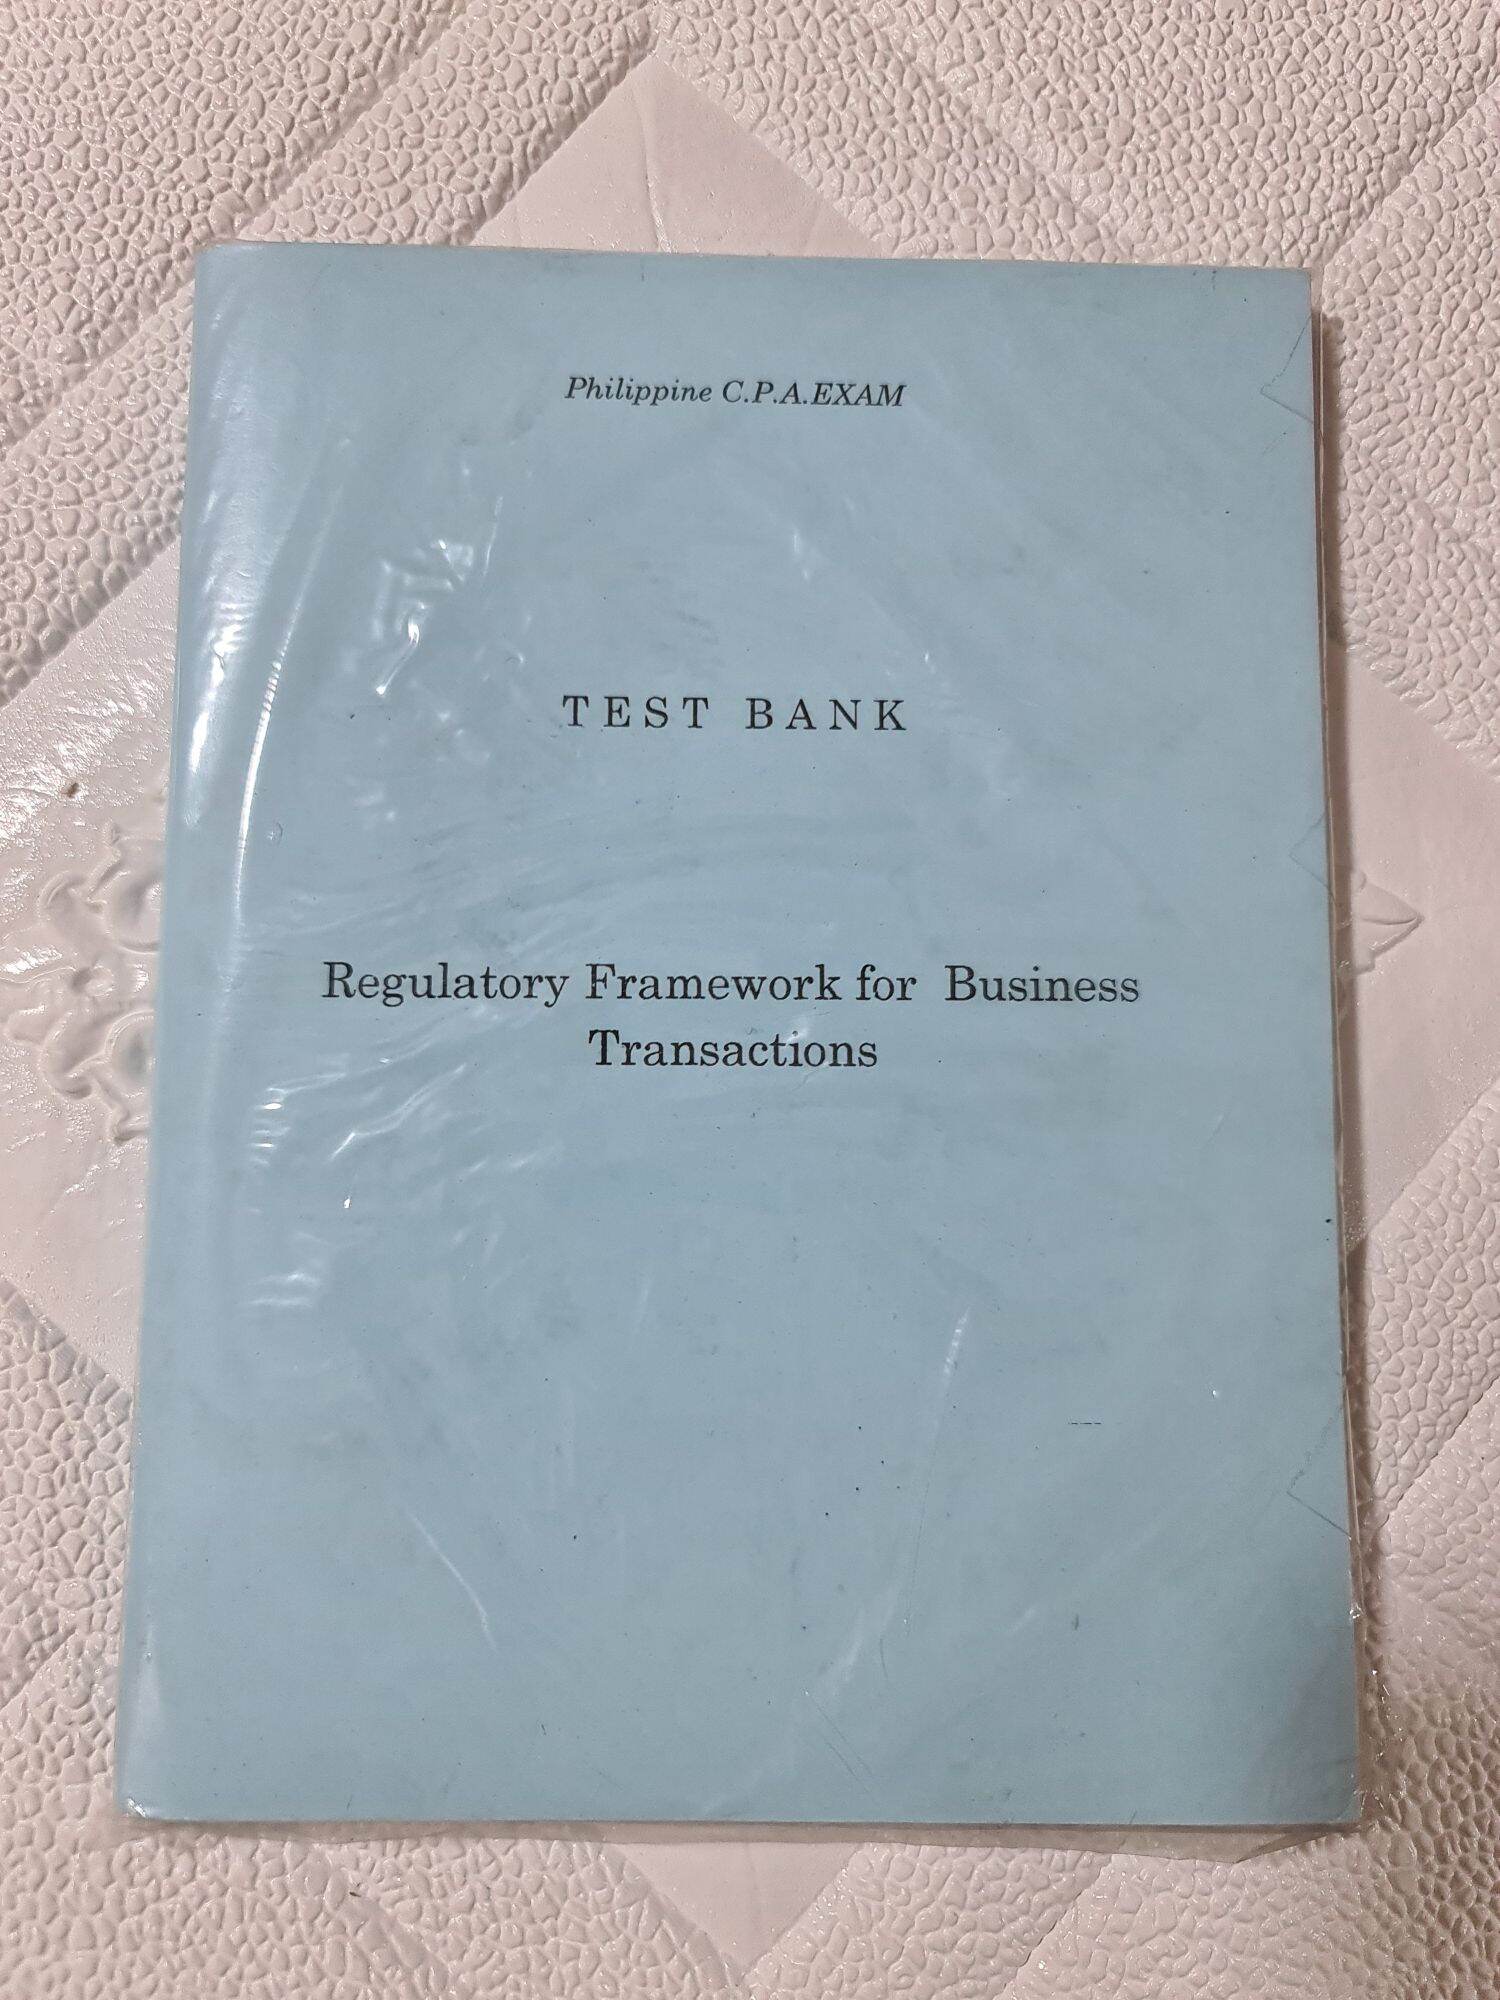 Philippine C.P.A.EXAM
TEST BANK
Regulatory Framework for Business
Transactions